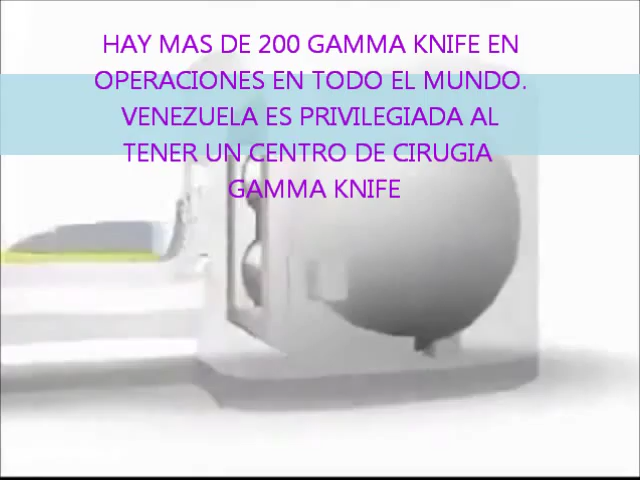 HAY MAS DE 200 GAMMA KNIFE EN
OPERACIONES EN TODO EL MUNDO.
VENEZUELA ES PRIVILEGIADA AL
TENER UN CENTRO DE CIRUGIA
GAMMA KNIFE